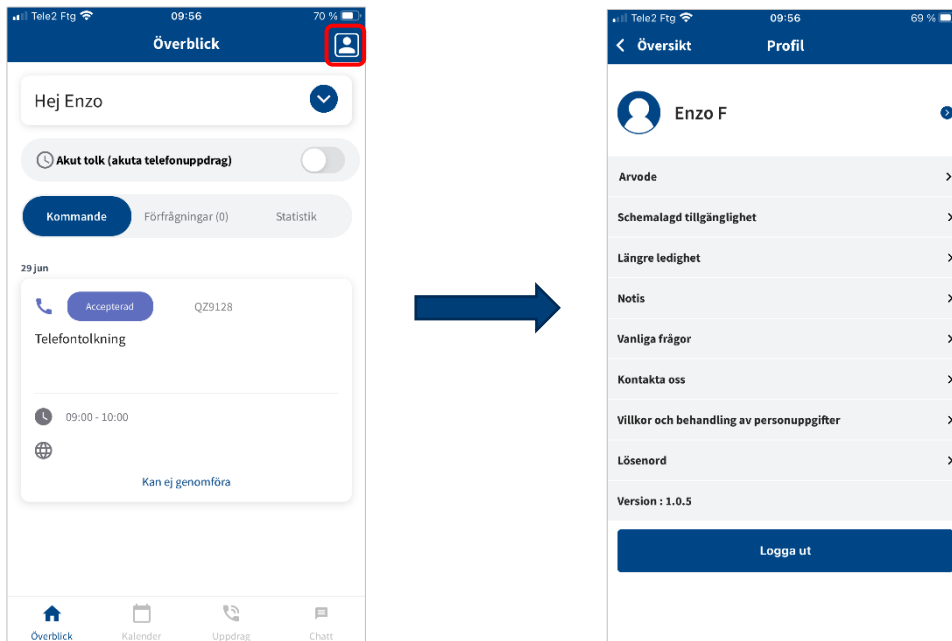 Tele2 Ftg 09:56 70 %
Överblick
Hej Enzo
Akut tolk (akuta telefonuppdrag)
Kommande Förfrågningar (0) Statistik
29 jun
Accepterad QZ9128
Telefontolkning
09:00 - 10:00
Kan ej genomföra
Överblick Kalender Uppdrag Chatt
Tele2 Ftg 09:56 69 %
Översikt Profil
Enzo F
Arvode
Schemalagd tillgänglighet
Längre ledighet
Notis
Vanliga frågor
Kontakta oss
Villkor och behandling av personuppgifter
Lösenord
Version : 1.0.5
Logga ut